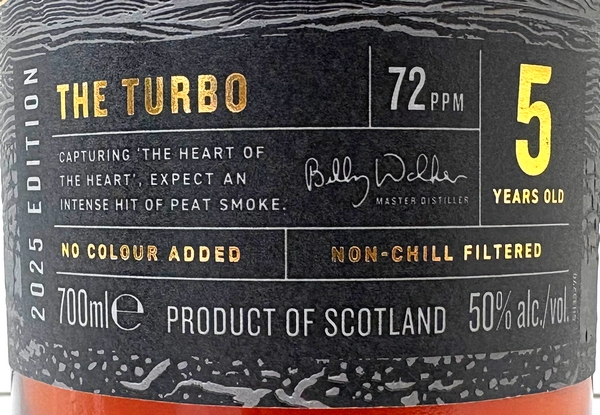 2025 EDITION
THE TURBO
72 PPM
5
YEARS OLD
CAPTURING ‘THE HEART OF
THE HEART’, EXPECT AN
INTENSE HIT OF PEAT SMOKE.
Billy Walker
MASTER DISTILLER
NO COLOUR ADDED
NON-CHILL FILTERED
700ml℮
PRODUCT OF SCOTLAND
50% alc./vol.